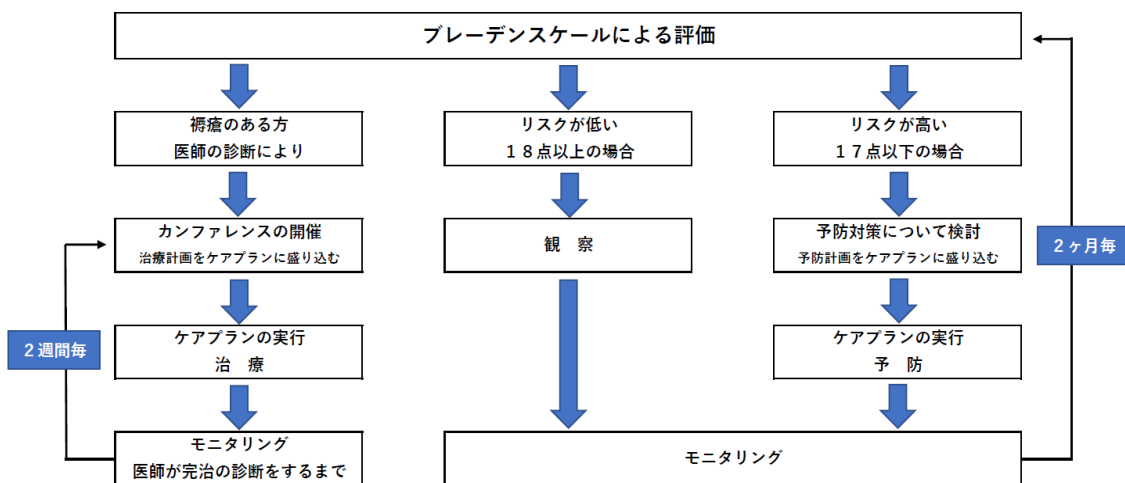 ブレーデンスケールによる評価
褥瘡のある方
医師の診断により
リスクが低い
18点以上の場合
リスクが高い
17点以下の場合
カンファレンスの開催
治療計画をケアプランに盛り込む
観　察
予防対策について検討
予防計画をケアプランに盛り込む
2ヶ月毎
2週間毎
ケアプランの実行
治　療
ケアプランの実行
予　防
モニタリング
医師が完治の診断をするまで
モニタリング